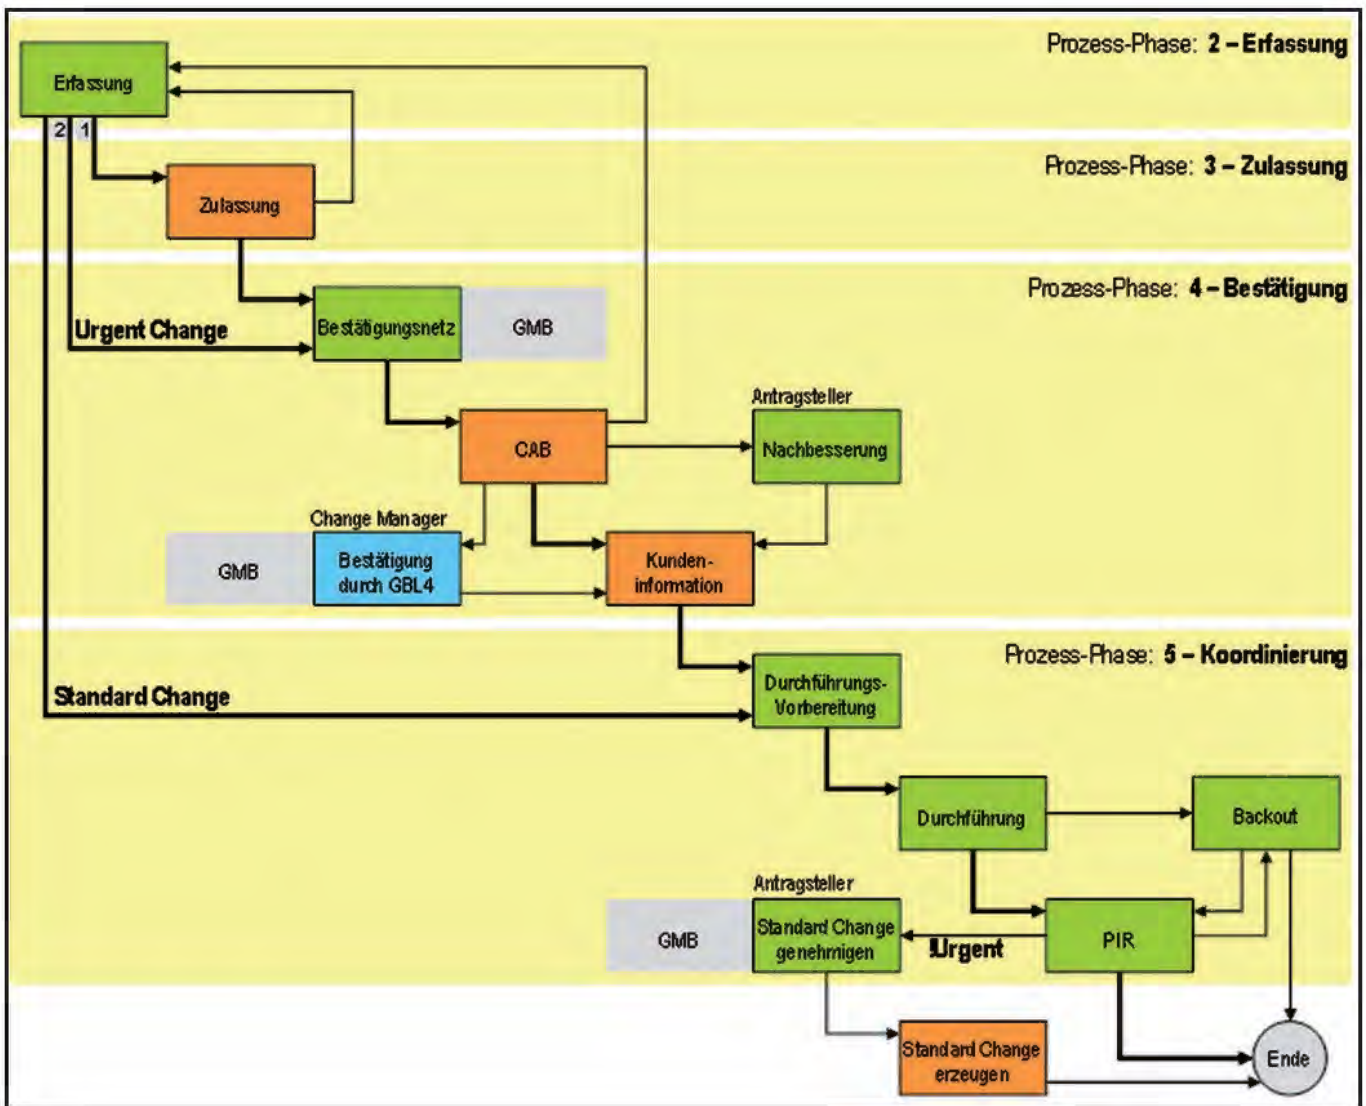 Prozess-Phase: 2 – Erfassung
Erfassung
2 1
Prozess-Phase: 3 – Zulassung
Zulassung
Prozess-Phase: 4 – Bestätigung
Bestätigungsnetz
GMB
Urgent Change
Antragsteller
CAB
Nachbesserung
Change Manager
GMB
Bestätigung
durch GBL4
Kunden-
information
Prozess-Phase: 5 – Koordinierung
Durchführungs-
Vorbereitung
Standard Change
Durchführung
Backout
Antragsteller
GMB
Standard Change
genehmigen
!Urgent
PIR
Standard Change
erzeugen
Ende